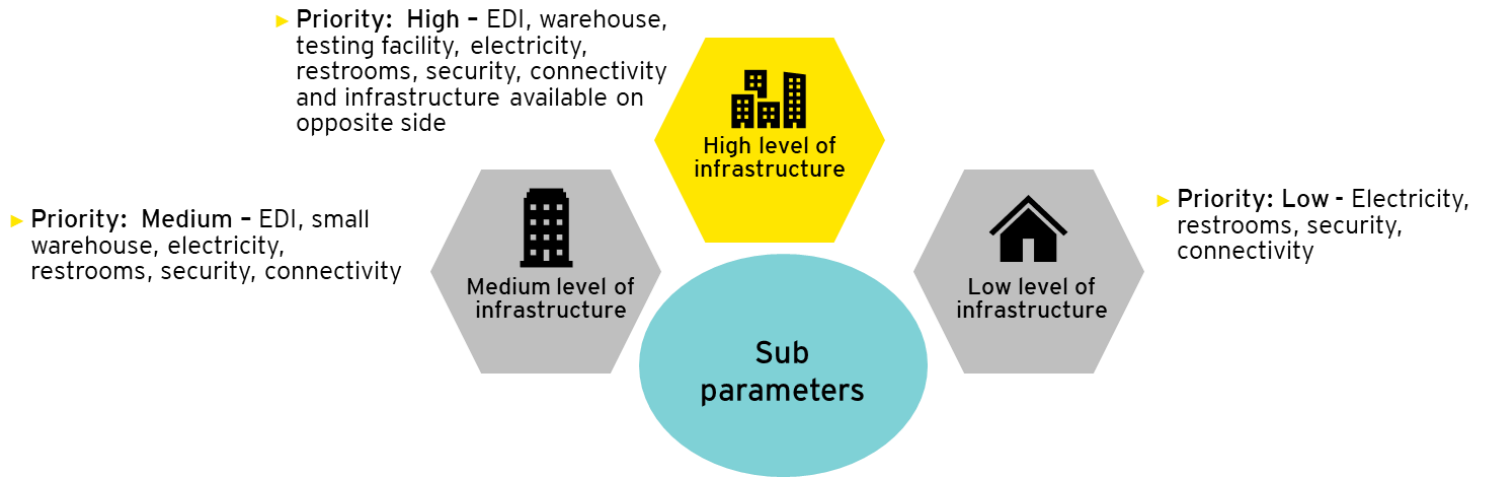 Priority: High – EDI, warehouse,
testing facility, electricity,
restrooms, security, connectivity
and infrastructure available on
opposite side
High level of
infrastructure
Priority: Medium – EDI, small
warehouse, electricity,
restrooms, security, connectivity
Medium level of
infrastructure
Priority: Low - Electricity,
restrooms, security,
connectivity
Low level of
infrastructure
Sub
parameters